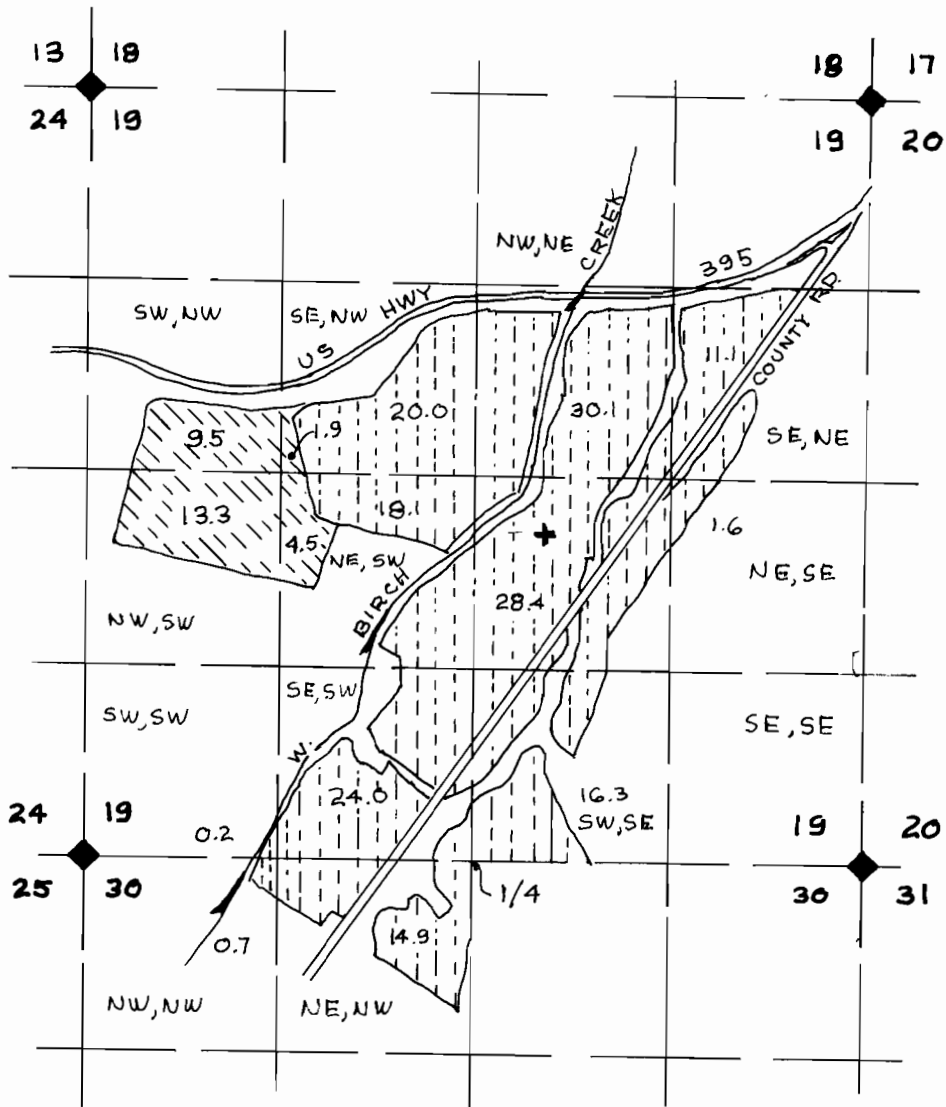 13 18
18 17
24 19
19 20
NW, NE
CREEK
395
SW, NW
SE, NW
US HWY
COUNTY RD.
11.1
20.0
30.1
9.5
1.9
SE, NE
13.3
18.1
1.6
4.5
NE, SW
NE, SE
BIRCH
28.4
NW, SW
SE, SW
SW, SW
SE, SE
W.
24.0
16.3
SW, SE
24 19
19 20
0.2
25 30
30 31
1/4
14.9
0.7
NW, NW
NE, NW